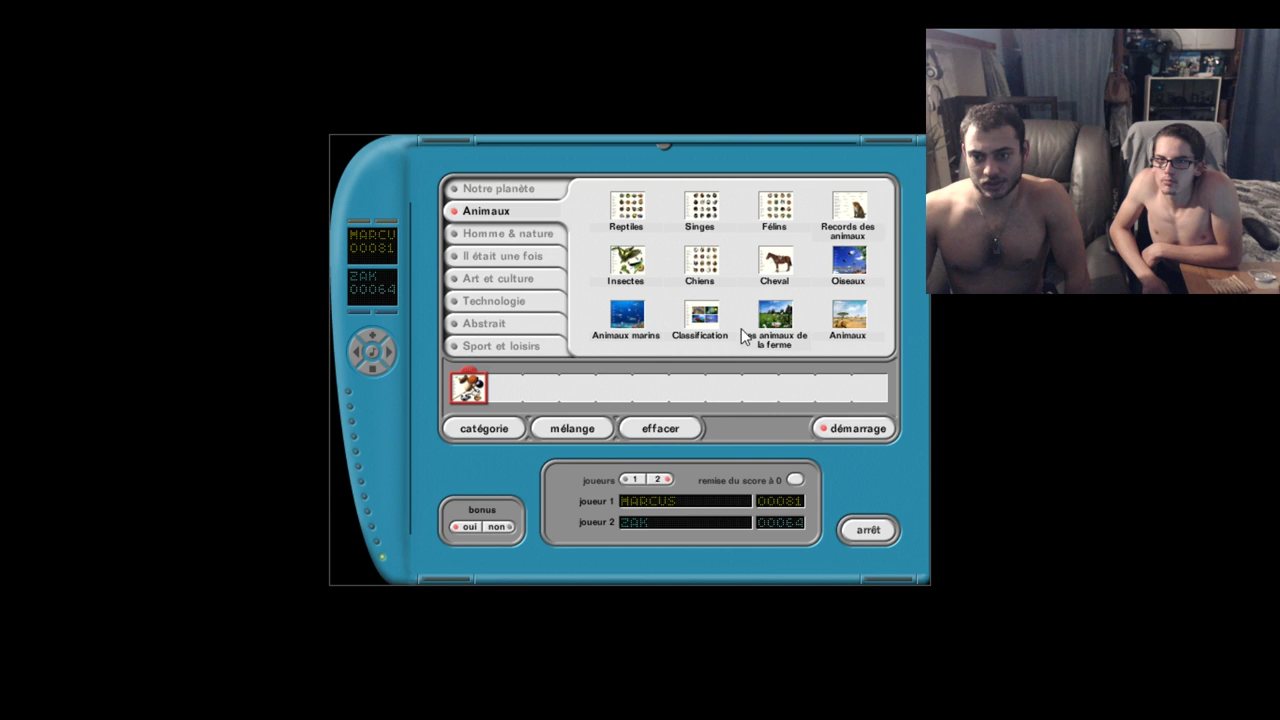 MARCU
00081
ZAK
00064
Notre planète
Animaux
Homme & nature
Il était une fois
Art et culture
Technologie
Abstrait
Sport et loisirs
Reptiles
Singes
Félins
Records des
animaux
Insectes
Chiens
Cheval
Oiseaux
Animaux marins
Classification
es animaux de
la ferme
Animaux
catégorie
mélange
effacer
démarrage
joueurs 1 2 remise du score à 0
joueur 1 MARCUS 00081
joueur 2 ZAK 00064
bonus
oui non
arrêt